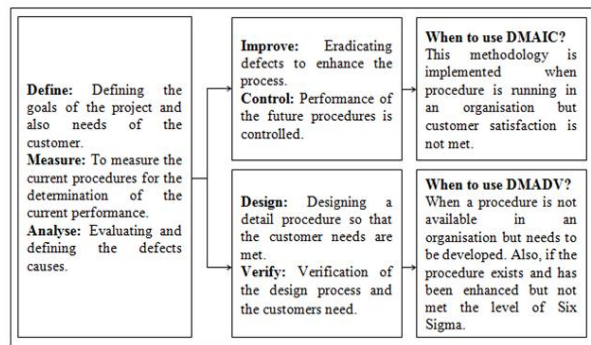 Define: Defining the
goals of the project and
also needs of the
customer.
Measure: To measure the
current procedures for the
determination of the
current performance.
Analyse: Evaluating and
defining the defects
causes.
Improve: Eradicating
defects to enhance the
process.
Control: Performance of
the future procedures is
controlled.
When to use DMAIC?
This methodology is
implemented when
procedure is running in
an organisation but
customer satisfaction is
not met.
Design: Designing a
detail procedure so that
the customer needs are
met.
Verify: Verification of
the design process and
the customers need.
When to use DMADV?
When a procedure is not
available in an
organisation but needs to
be developed. Also, if the
procedure exists and has
been enhanced but not
met the level of Six
Sigma.